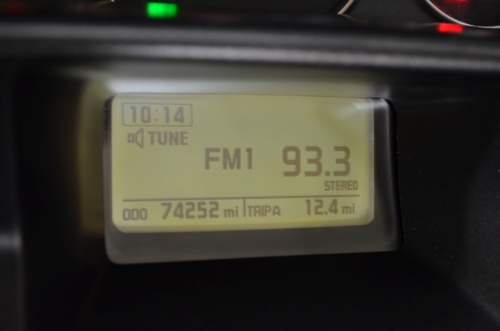 10:14
TUNE
FM1 93.3
STEREO
ODO 74252 mi TRIPA 12.4 mi